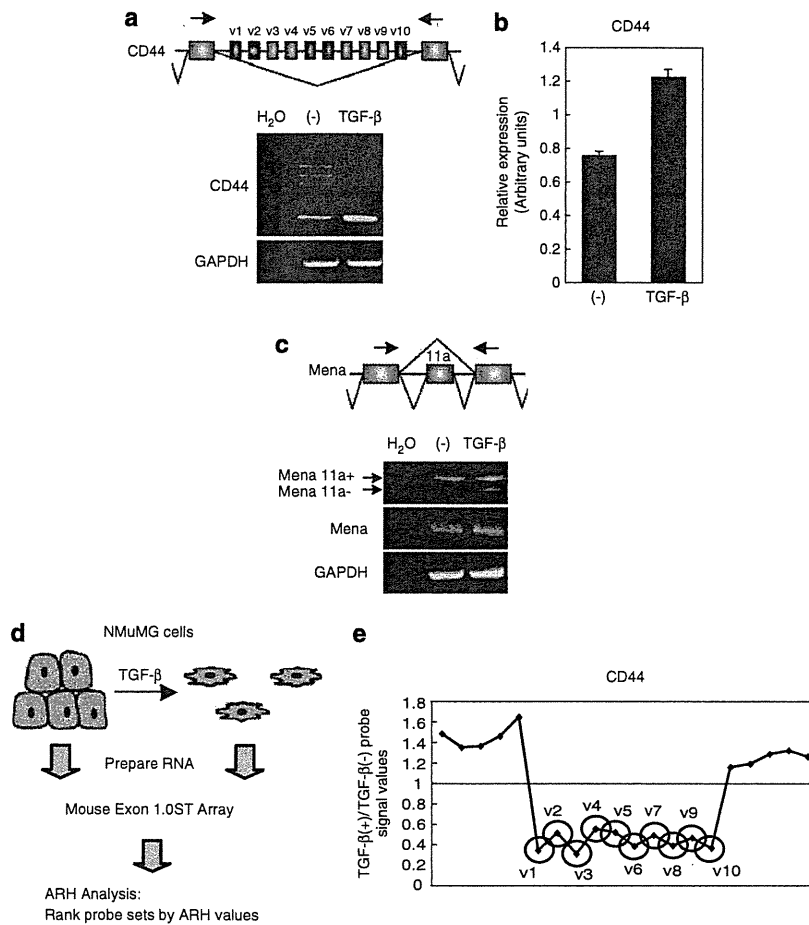 a
v1 v2 v3 v4 v5 v6 v7 v8 v9 v10
CD44
H2O (-) TGF-β
CD44
GAPDH
b
CD44
Relative expression
(Arbitrary units)
1.4
1.2
1
0.8
0.6
0.4
0.2
0
(-) TGF-β
c
11a
Mena
H2O (-) TGF-β
Mena 11a+
Mena 11a-
Mena
GAPDH
d
NMuMG cells
TGF-β
Prepare RNA
Mouse Exon 1.0ST Array
ARH Analysis:
Rank probe sets by ARH values
e
CD44
TGF-β(+)/TGF-β(-) probe
signal values
1.8
1.6
1.4
1.2
1
0.8
0.6
0.4
0.2
0
v1 v2 v3 v4 v5 v6 v7 v8 v9 v10